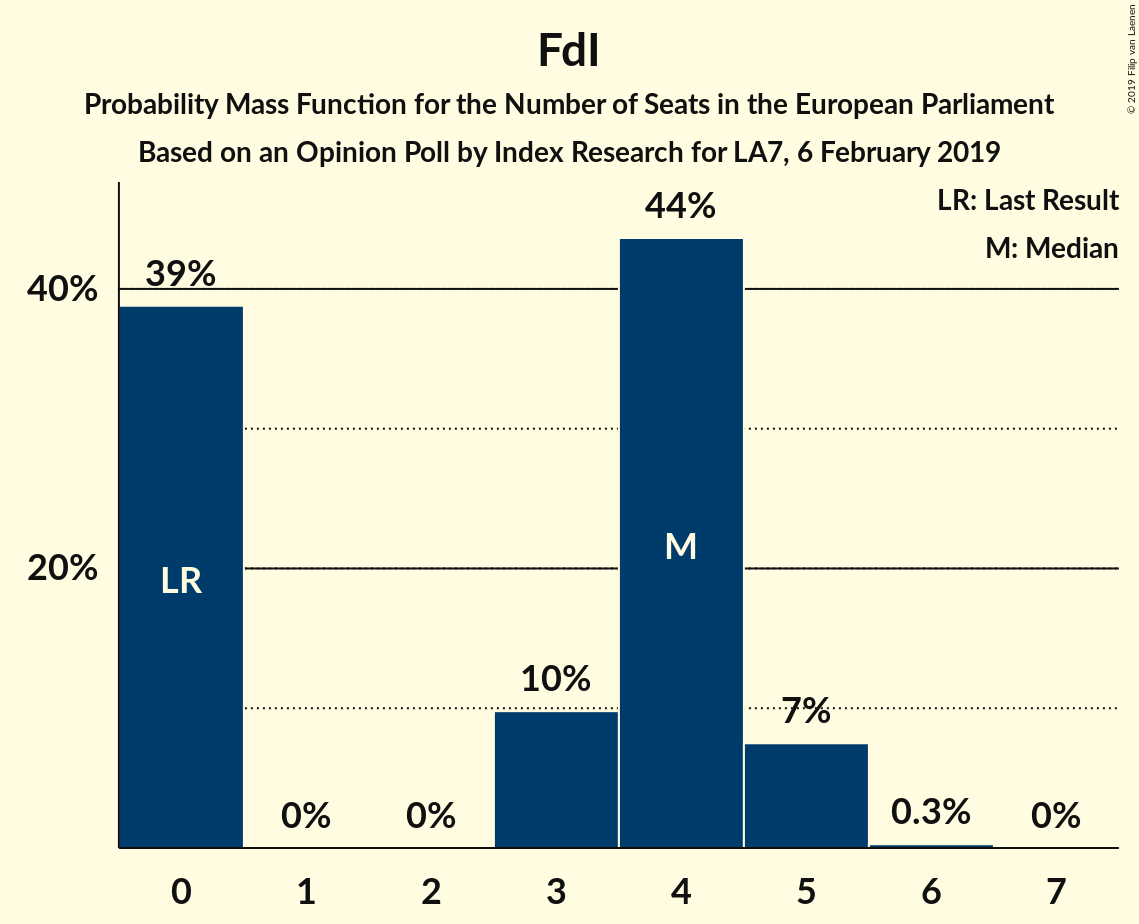 FdI
Probability Mass Function for the Number of Seats in the European Parliament
Based on an Opinion Poll by Index Research for LA7, 6 February 2019
© 2019 Filip van Laenen
LR: Last Result
M: Median
44%
39%
40%
LR
M
20%
10%
7%
0%
0%
0.3%
0%
0 1 2 3 4 5 6 7